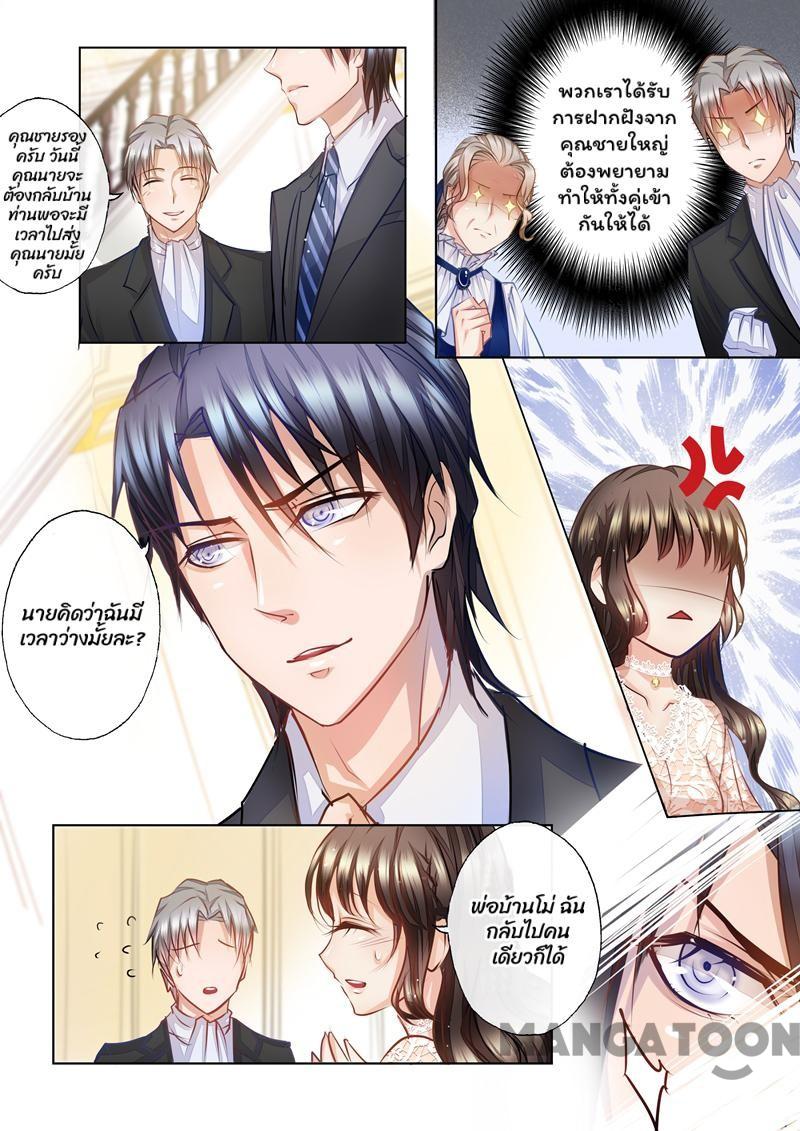 คุณชายรอง
ครับ วันนี้
คุณนายจะ
ต้องกลับบ้าน
ท่านพอจะมี
เวลาไปส่ง
คุณนายมั้ย
ครับ
พวกเราได้รับ
การฝากฝังจาก
คุณชายใหญ่
ต้องพยายาม
ทำให้ทั้งคู่เข้า
กันให้ได้
นายคิดว่าฉันมี
เวลาว่างมั้ยละ?
พ่อบ้านโม่ ฉัน
กลับไปคน
เดียวก็ได้
MANGATOON